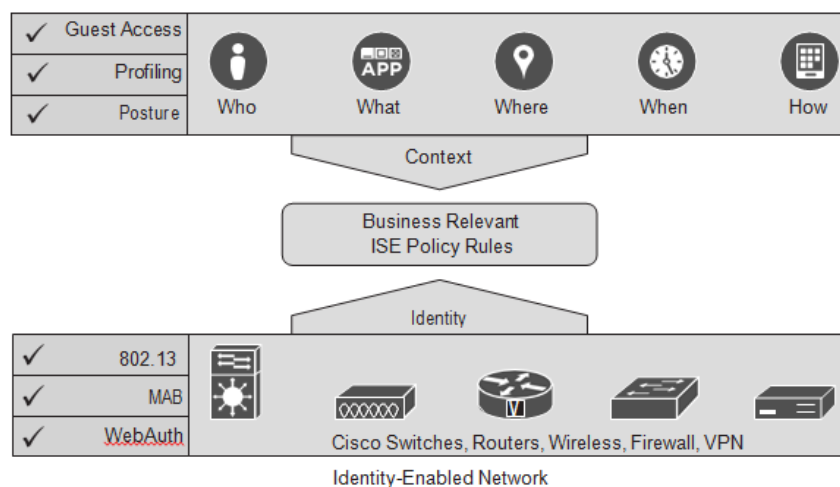 Guest Access
Profiling
Posture
APP
Who
What
Where
When
How
Context
Business Relevant
ISE Policy Rules
Identity
802.13
MAB
WebAuth
V
Cisco Switches, Routers, Wireless, Firewall, VPN
Identity-Enabled Network